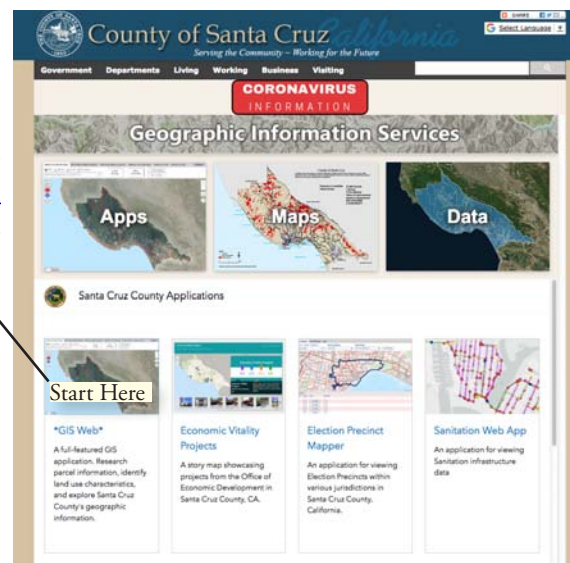 SHARE
County of Santa Cruz
California
Serving the Community – Working for the Future
Select Language
Government Departments Living Working Business Visiting
CORONAVIRUS
INFORMATION
Geographic Information Services
Apps
Maps
Data
Santa Cruz County Applications
Start Here
*GIS Web*
A full-featured GIS
application. Research
parcel information, identify
land use characteristics,
and explore Santa Cruz
County's geographic
information.
Economic Vitality
Projects
A story map showcasing
projects from the Office of
Economic Development in
Santa Cruz County, CA.
Election Precinct
Mapper
An application for viewing
Election Precincts within
various jurisdictions in
Santa Cruz County,
California.
Sanitation Web App
An application for viewing
Sanitation infrastructure
data